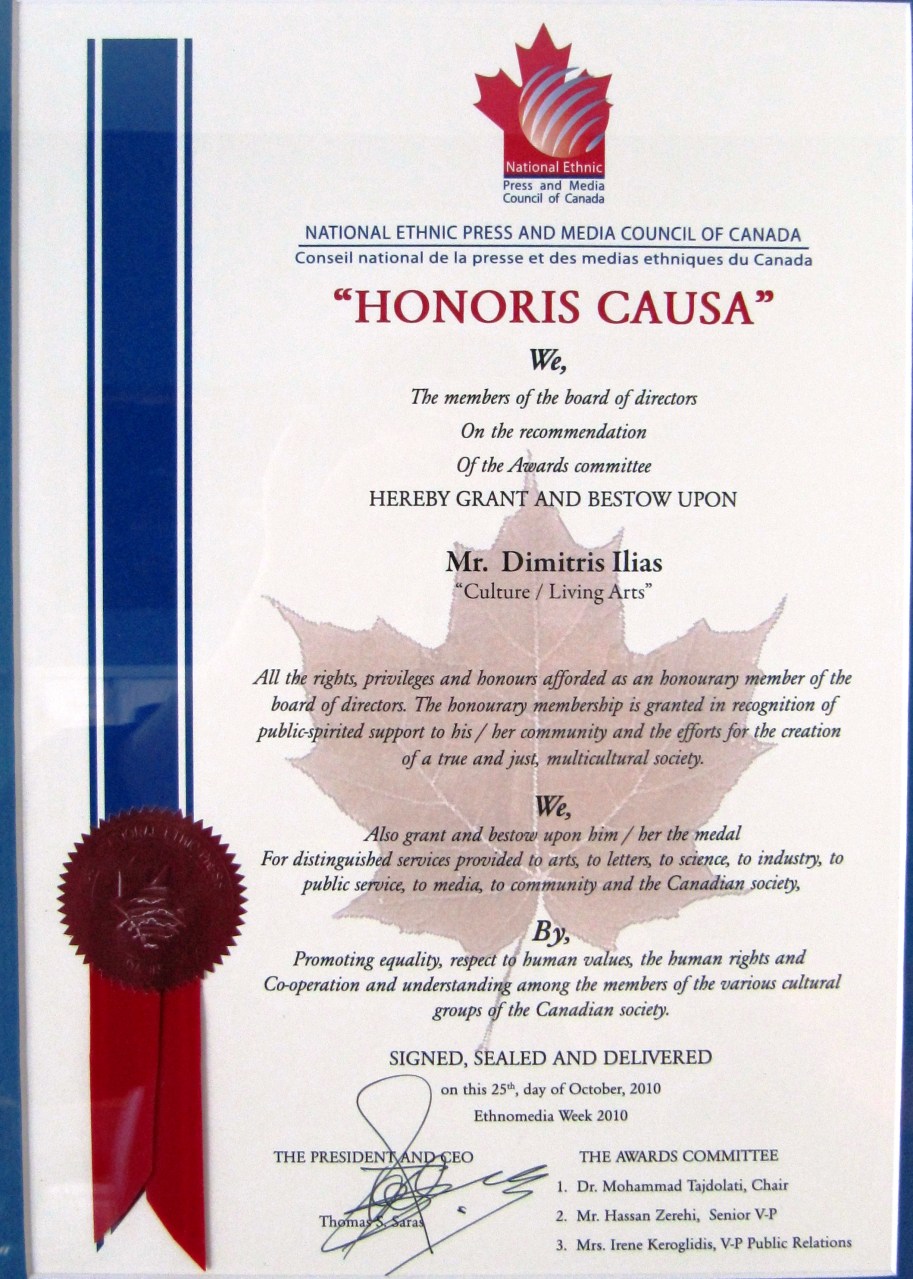 National Ethnic
Press and Media
Council of Canada
NATIONAL ETHNIC PRESS AND MEDIA COUNCIL OF CANADA
Conseil national de la presse et des medias ethniques du Canada
“HONORIS CAUSA”
We,
The members of the board of directors
On the recommendation
Of the Awards committee
HEREBY GRANT AND BESTOW UPON
Mr. Dimitris Ilias
“Culture / Living Arts”
All the rights, privileges and honours afforded as an honourary member of the
board of directors. The honourary membership is granted in recognition of
public-spirited support to his / her community and the efforts for the creation
of a true and just, multicultural society.
We,
Also grant and bestow upon him / her the medal
For distinguished services provided to arts, to letters, to science, to industry, to
public service, to media, to community and the Canadian society,
By,
Promoting equality, respect to human values, the human rights and
Co-operation and understanding among the members of the various cultural
groups of the Canadian society.
SIGNED, SEALED AND DELIVERED
on this 25th, day of October, 2010
Ethnomedia Week 2010
THE PRESIDENT AND CEO
Thomas S. Saras
THE AWARDS COMMITTEE
1. Dr. Mohammad Tajdolati, Chair
2. Mr. Hassan Zerehi, Senior V-P
3. Mrs. Irene Keroglidis, V-P Public Relations